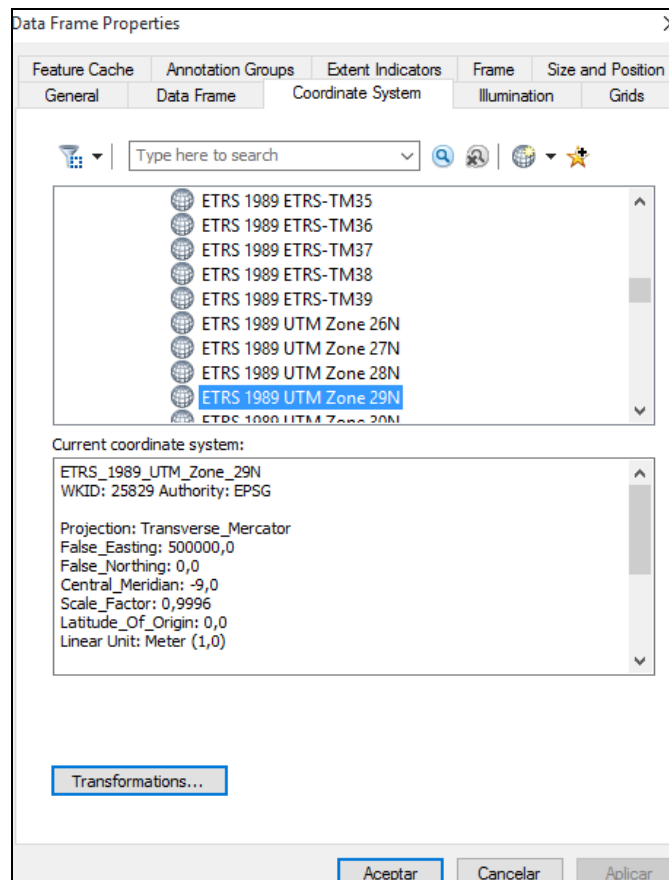 Data Frame Properties
Feature Cache Annotation Groups Extent Indicators Frame Size and Position
General Data Frame Coordinate System Illumination Grids
Type here to search
ETRS 1989 ETRS-TM35
ETRS 1989 ETRS-TM36
ETRS 1989 ETRS-TM37
ETRS 1989 ETRS-TM38
ETRS 1989 ETRS-TM39
ETRS 1989 UTM Zone 26N
ETRS 1989 UTM Zone 27N
ETRS 1989 UTM Zone 28N
ETRS 1989 UTM Zone 29N
ETRS 1989 UTM Zone 30N
Current coordinate system:
ETRS_1989_UTM_Zone_29N
WKID: 25829 Authority: EPSG
Projection: Transverse_Mercator
False_Easting: 500000,0
False_Northing: 0,0
Central_Meridian: -9,0
Scale_Factor: 0,9996
Latitude_Of_Origin: 0,0
Linear Unit: Meter (1,0)
Transformations...
Aceptar Cancelar Aplicar